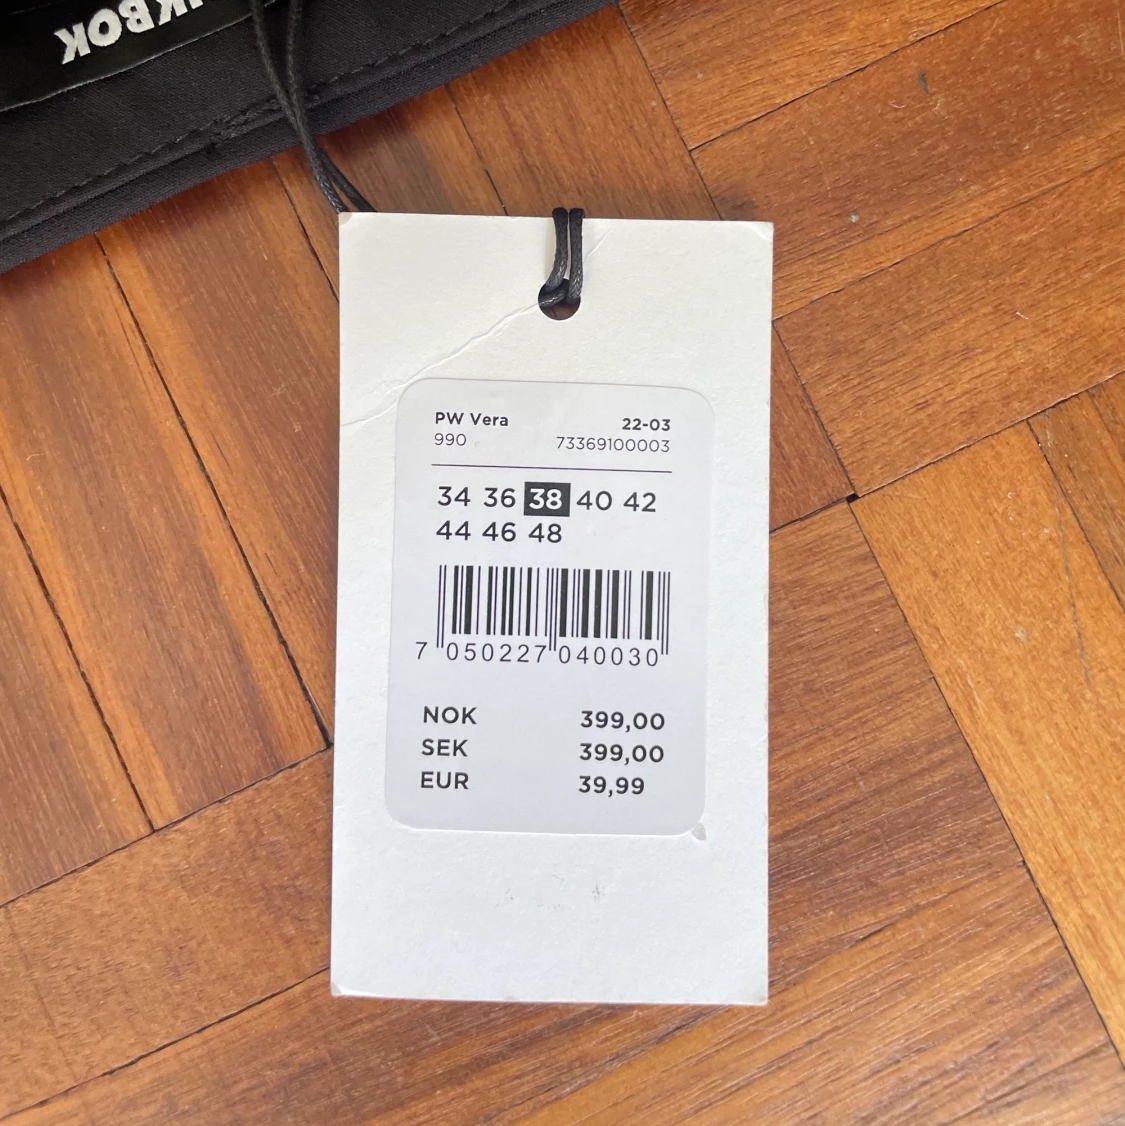 IKBOK
PW Vera 22-03
990 73369100003
34 36 38 40 42
44 46 48
7 050227 040030
NOK 399,00
SEK 399,00
EUR 39,99